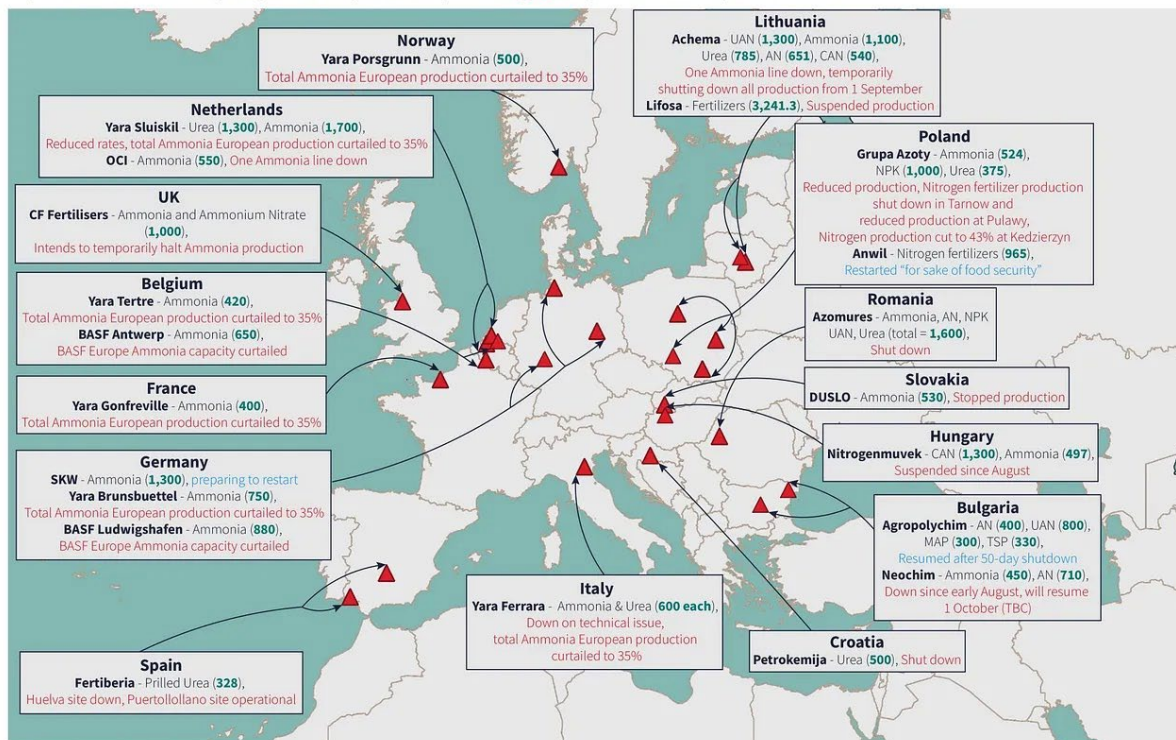 Norway
Yara Porsgrunn - Ammonia (500),
Total Ammonia European production curtailed to 35%
Lithuania
Achema - UAN (1,300), Ammonia (1,100),
Urea (785), AN (651), CAN (540),
One Ammonia line down, temporarily
shutting down all production from 1 September
Lifosa - Fertilizers (3,241.3), Suspended production
Netherlands
Yara Sluiskil - Urea (1,300), Ammonia (1,700),
Reduced rates, total Ammonia European production curtailed to 35%
OCI - Ammonia (550), One Ammonia line down
Poland
Grupa Azoty - Ammonia (524),
NPK (1,000), Urea (375),
Reduced production, Nitrogen fertilizer production
shut down in Tarnow and
reduced production at Pulawy,
Nitrogen production cut to 43% at Kedzierzyn
Anwil - Nitrogen fertilizers (965),
Restarted "for sake of food security"
UK
CF Fertilisers - Ammonia and Ammonium Nitrate
(1,000),
Intends to temporarily halt Ammonia production
Belgium
Yara Tertre - Ammonia (420),
Total Ammonia European production curtailed to 35%
BASF Antwerp - Ammonia (650),
BASF Europe Ammonia capacity curtailed
Romania
Azomures - Ammonia, AN, NPK
UAN, Urea (total = 1,600),
Shut down
France
Yara Gonfreville - Ammonia (400),
Total Ammonia European production curtailed to 35%
Slovakia
DUSLO - Ammonia (530), Stopped production
Hungary
Nitrogenmuvek - CAN (1,300), Ammonia (497),
Suspended since August
Germany
SKW - Ammonia (1,300), preparing to restart
Yara Brunsbuettel - Ammonia (750),
Total Ammonia European production curtailed to 35%
BASF Ludwigshafen - Ammonia (880),
BASF Europe Ammonia capacity curtailed
Bulgaria
Agropolychim - AN (400), UAN (800),
MAP (300), TSP (330),
Resumed after 50-day shutdown
Neochim - Ammonia (450), AN (710),
Down since early August, will resume
1 October (TBC)
Italy
Yara Ferrara - Ammonia & Urea (600 each),
Down on technical issue,
total Ammonia European production
curtailed to 35%
Croatia
Petrokemija - Urea (500), Shut down
Spain
Fertiberia - Prilled Urea (328),
Huelva site down, Puertollolano site operational